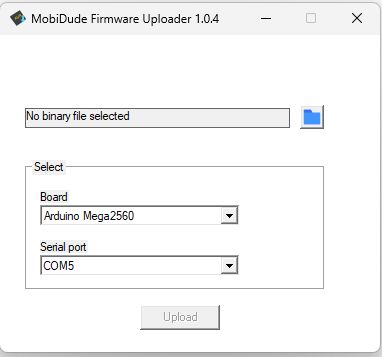 MobiDude Firmware Uploader 1.0.4
No binary file selected
Select
Board
Arduino Mega2560
Serial port
COM5
Upload